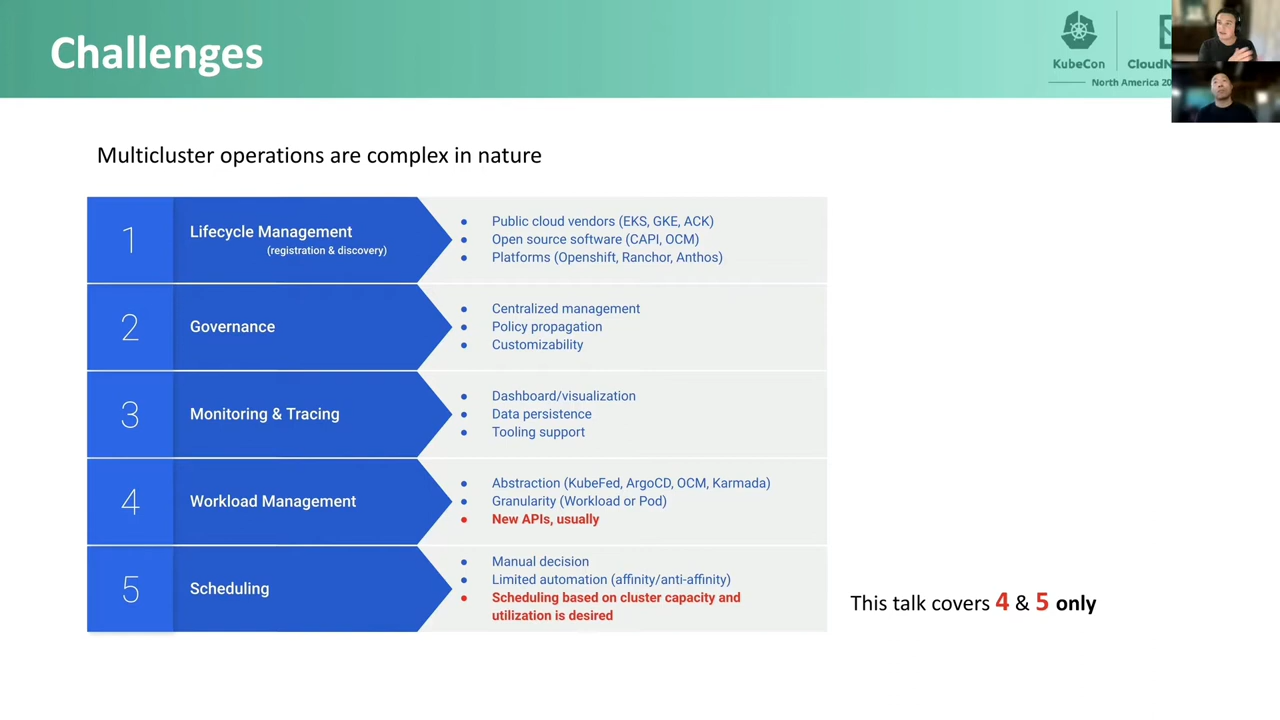 Challenges
KubeCon
North America
Multicluster operations are complex in nature
1
Lifecycle Management
(registration & discovery)
● Public cloud vendors (EKS, GKE, ACK)
● Open source software (CAPI, OCM)
● Platforms (Openshift, Ranchor, Anthos)
2
Governance
● Centralized management
● Policy propagation
● Customizability
3
Monitoring & Tracing
● Dashboard/visualization
● Data persistence
● Tooling support
4
Workload Management
● Abstraction (KubeFed, ArgoCD, OCM, Karmada)
● Granularity (Workload or Pod)
● New APIs, usually
5
Scheduling
● Manual decision
● Limited automation (affinity/anti-affinity)
● Scheduling based on cluster capacity and
utilization is desired
This talk covers 4 & 5 only